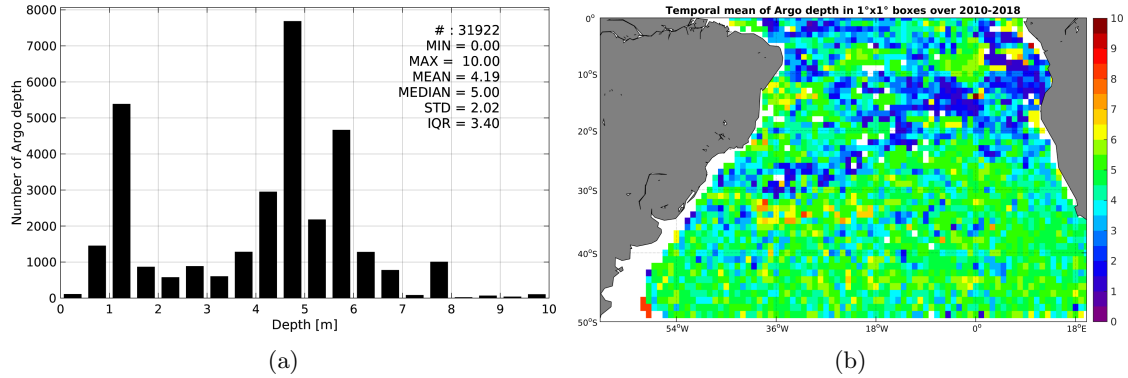 8000
7000
6000
5000
4000
3000
2000
1000
0
Number of Argo depth
# : 31922
MIN = 0.00
MAX = 10.00
MEAN = 4.19
MEDIAN = 5.00
STD = 2.02
IQR = 3.40
0 1 2 3 4 5 6 7 8 9 10
Depth [m]
(a)
Temporal mean of Argo depth in 1°x1° boxes over 2010-2018
0°
10°S
20°S
30°S
40°S
50°S
54°W 36°W 18°W 0° 18°E
10
9
8
7
6
5
4
3
2
1
0
(b)